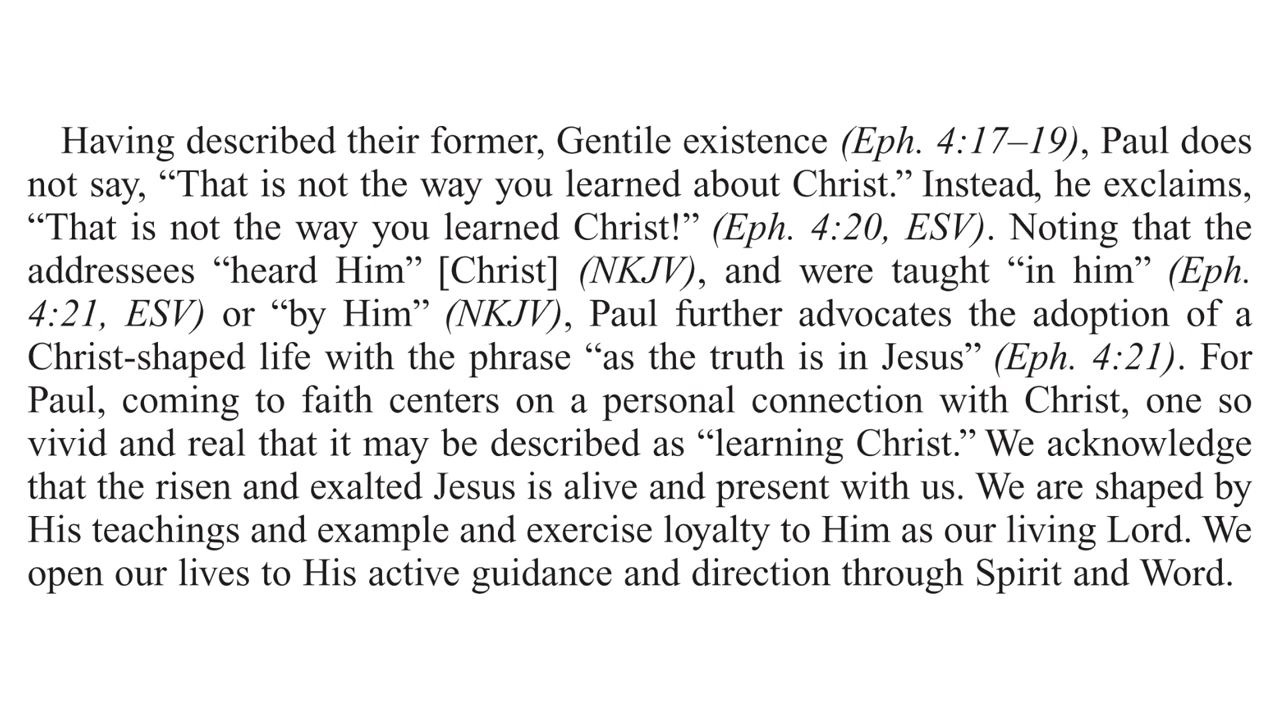 Having described their former, Gentile existence (Eph. 4:17–19), Paul does
not say, “That is not the way you learned about Christ.” Instead, he exclaims,
“That is not the way you learned Christ!” (Eph. 4:20, ESV). Noting that the
addressees “heard Him” [Christ] (NKJV), and were taught “in him” (Eph.
4:21, ESV) or “by Him” (NKJV), Paul further advocates the adoption of a
Christ-shaped life with the phrase “as the truth is in Jesus” (Eph. 4:21). For
Paul, coming to faith centers on a personal connection with Christ, one so
vivid and real that it may be described as “learning Christ.” We acknowledge
that the risen and exalted Jesus is alive and present with us. We are shaped by
His teachings and example and exercise loyalty to Him as our living Lord. We
open our lives to His active guidance and direction through Spirit and Word.